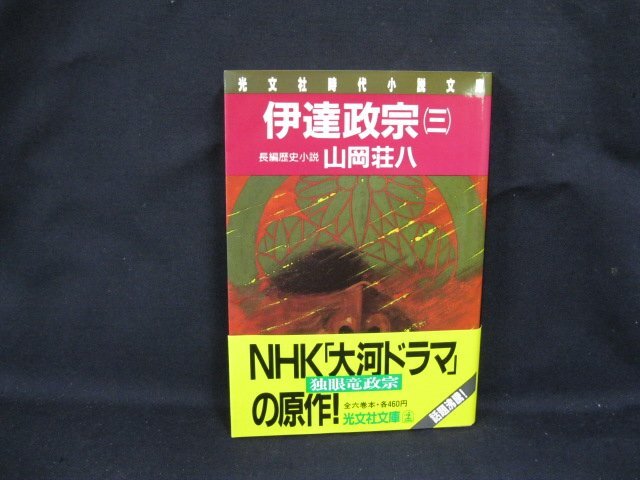 光文社時代小説文庫
伊達政宗(三)
長編歴史小説 山岡荘八
NHK「大河ドラマ」
独眼竜政宗
の原作!
全六巻本・各460円
光文社文庫
話題沸騰!